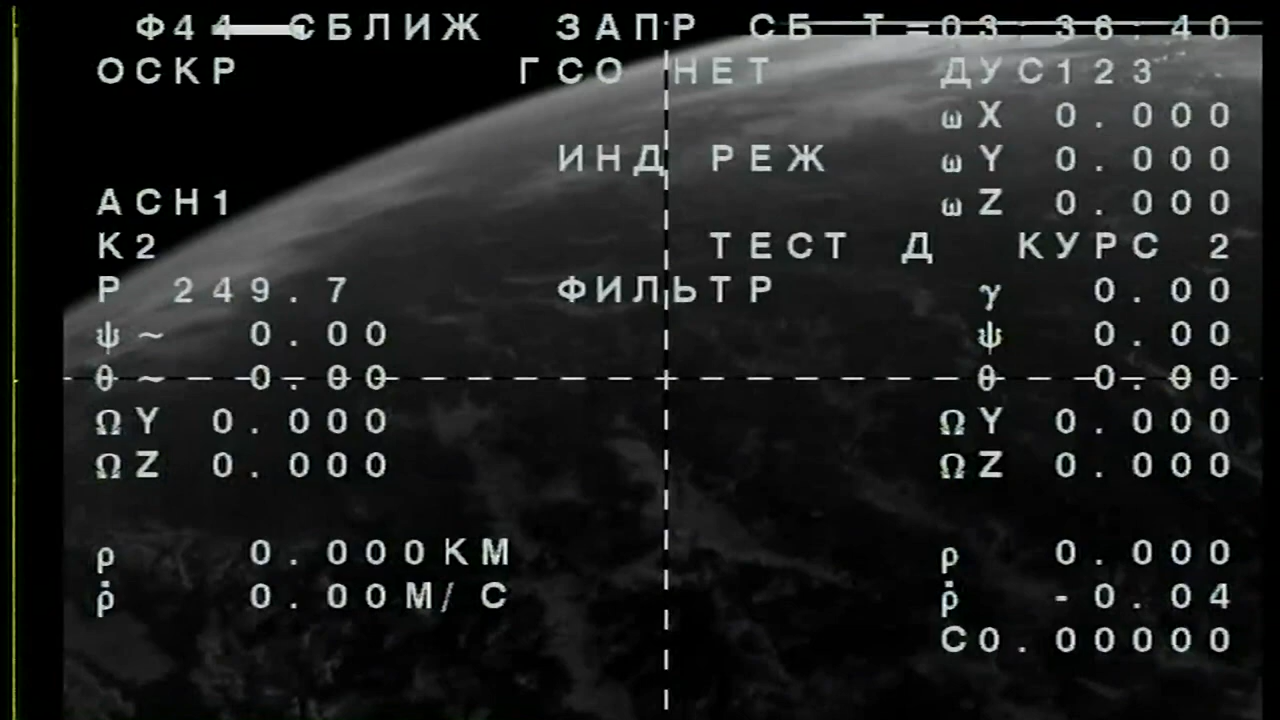 Ф44 СБЛИЖ ЗАПР СБ Т=03:36:40
ОСКР ГСО НЕТ ДУС123
ωX 0.000
ИНД РЕЖ ωY 0.000
АСН1 ωZ 0.000
К2 ТЕСТ Д КУРС 2
Р 249.7 ФИЛЬТР γ 0.00
ψ~ 0.00 ψ 0.00
θ~ 0.00 θ 0.00
ΩY 0.000 ΩY 0.000
ΩZ 0.000 ΩZ 0.000
ρ 0.000КМ ρ 0.000
ρ̇ 0.00М/С ρ̇ -0.04
С0.00000